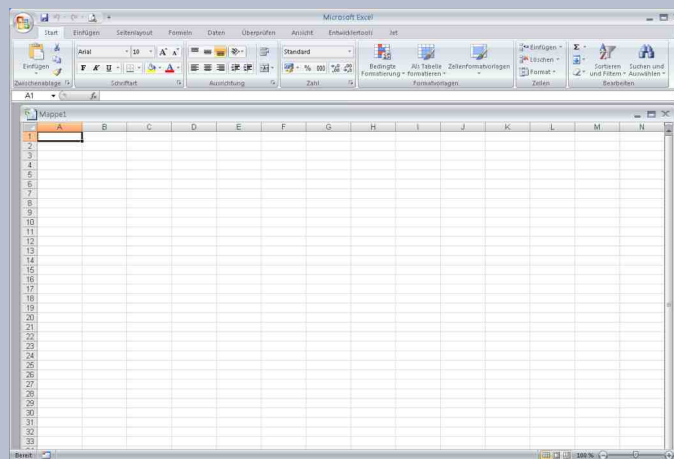 Microsoft Excel
Start Einfügen Seitenlayout Formeln Daten Überprüfen Ansicht Entwicklertools Jet
Einfügen
Arial 10 A A
F K U A
Standard
% 000
Bedingte Formatierung
Als Tabelle formatieren
Zellenformatvorlagen
Einfügen
Löschen
Format
Σ
Sortieren und Filtern
Suchen und Auswählen
Zwischenablage Schriftart Ausrichtung Zahl Formatvorlagen Zellen Bearbeiten
A1 fx
Mappe1
A B C D E F G H I J K L M N
1
2
3
4
5
6
7
8
9
10
11
12
13
14
15
16
17
18
19
20
21
22
23
24
25
26
27
28
29
30
31
32
33
Bereit 100 %